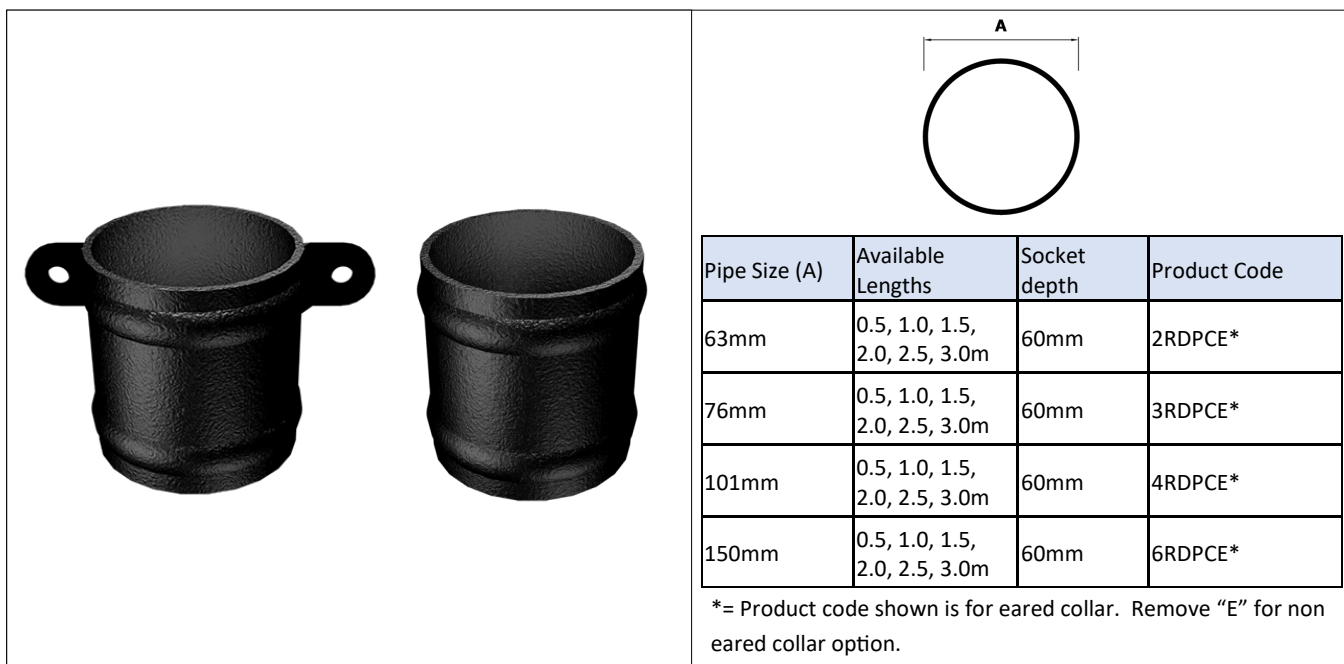 A
Pipe Size (A) Available Lengths Socket depth Product Code
63mm 0.5, 1.0, 1.5, 2.0, 2.5, 3.0m 60mm 2RDPCE*
76mm 0.5, 1.0, 1.5, 2.0, 2.5, 3.0m 60mm 3RDPCE*
101mm 0.5, 1.0, 1.5, 2.0, 2.5, 3.0m 60mm 4RDPCE*
150mm 0.5, 1.0, 1.5, 2.0, 2.5, 3.0m 60mm 6RDPCE*
*= Product code shown is for eared collar.  Remove “E” for non
eared collar option.